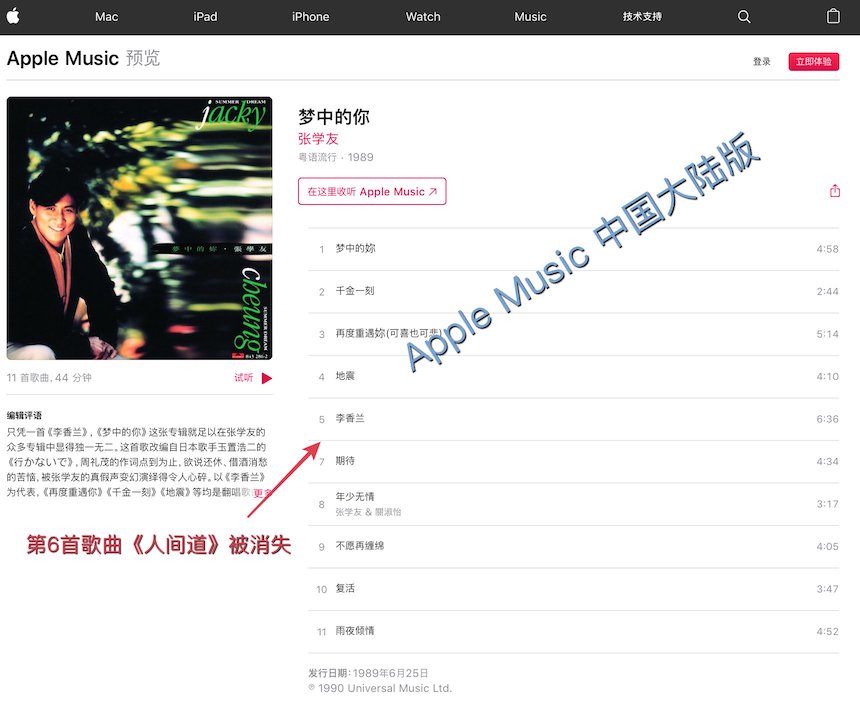 Mac
iPad
iPhone
Watch
Music
技术支持
Apple Music 预览
登录
立即体验
SUMMER DREAM
jacky
梦中的妳·張學友
cheung
SUMMER DREAM
梦中的你
张学友
粤语流行 · 1989
在这里收听 Apple Music ↗
Apple Music 中国大陆版
1 梦中的妳 4:58
2 千金一刻 2:44
3 再度重遇妳(可喜也可悲) 5:14
4 地震 4:10
5 李香兰 6:36
7 期待 4:34
8 年少无情 3:17
张学友 & 關淑怡
9 不愿再缠绵 4:05
10 复活 3:47
11 雨夜倾情 4:52
发行日期：1989年6月25日
℗ 1990 Universal Music Ltd.
11 首歌曲, 44 分钟
试听
编辑评语
只凭一首《李香兰》,《梦中的你》这张专辑就足以在张学友的
众多专辑中显得独一无二。这首歌改编自日本歌手玉置浩二的
《行かないで》, 周礼茂的作词点到为止, 欲说还休、借酒消愁
的苦恼, 被张学友的真假声变幻演绎得令人心碎。以《李香兰》
为代表,《再度重遇你》《千金一刻》《地震》等均是翻唱歌 更多
第6首歌曲《人间道》被消失